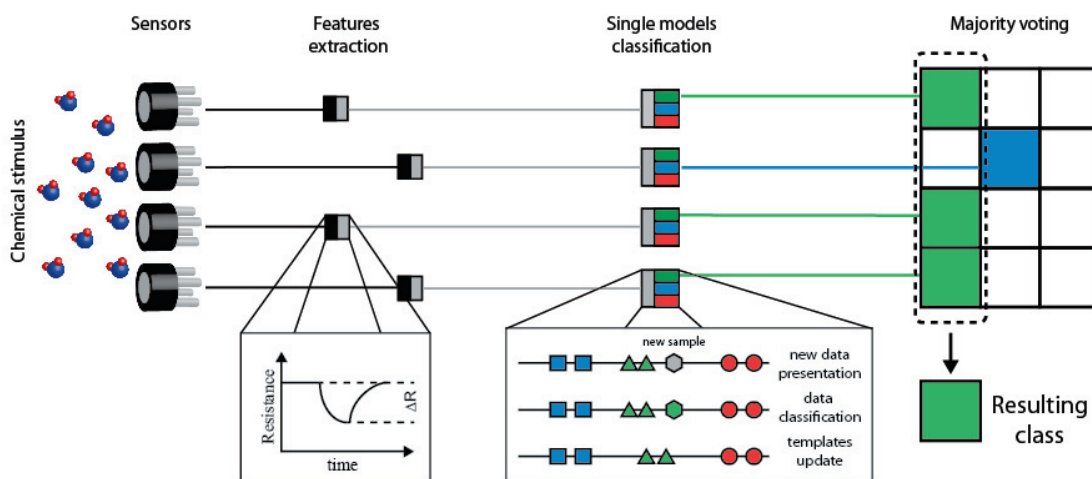 Sensors
Features
extraction
Single models
classification
Majority voting
Chemical stimulus
Resistance
ΔR
time
new sample
new data
presentation
data
classification
templates
update
Resulting
class